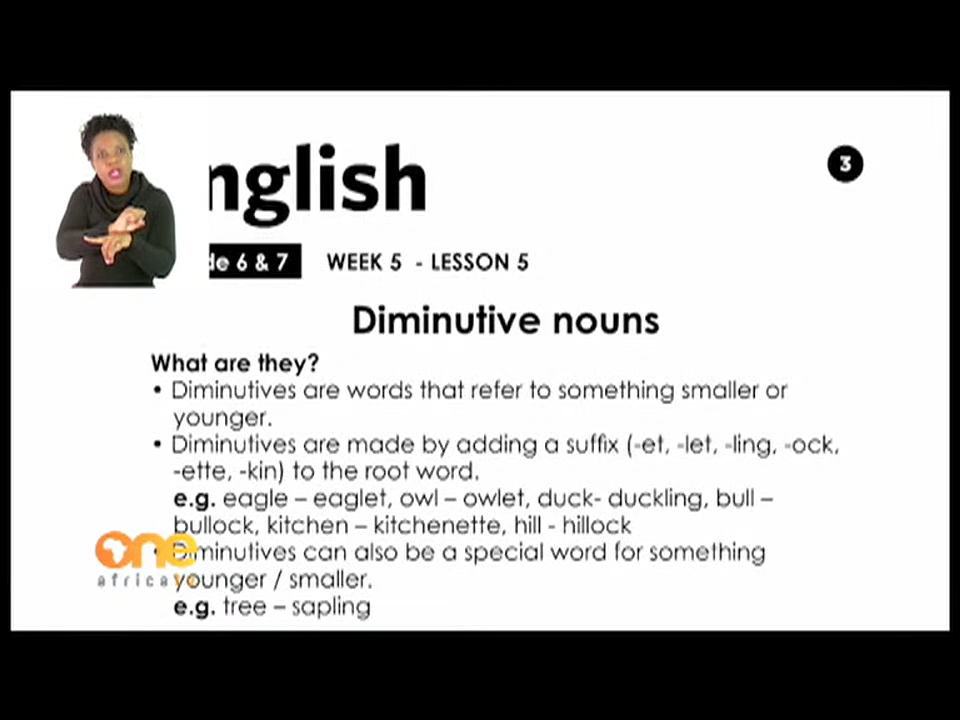 nglish
3
de 6 & 7
WEEK 5 - LESSON 5
Diminutive nouns
What are they?
• Diminutives are words that refer to something smaller or
younger.
• Diminutives are made by adding a suffix (-et, -let, -ling, -ock,
-ette, -kin) to the root word.
e.g. eagle – eaglet, owl – owlet, duck- duckling, bull –
bullock, kitchen – kitchenette, hill - hillock
• Diminutives can also be a special word for something
younger / smaller.
e.g. tree – sapling
one
africa